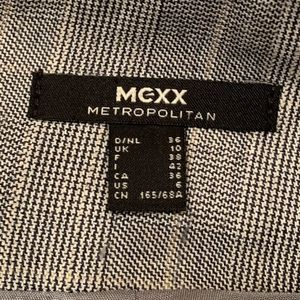 MEXX
METROPOLITAN
D/NL 36
UK 10
F 38
I 42
CA 36
US 6
CN 165/68A